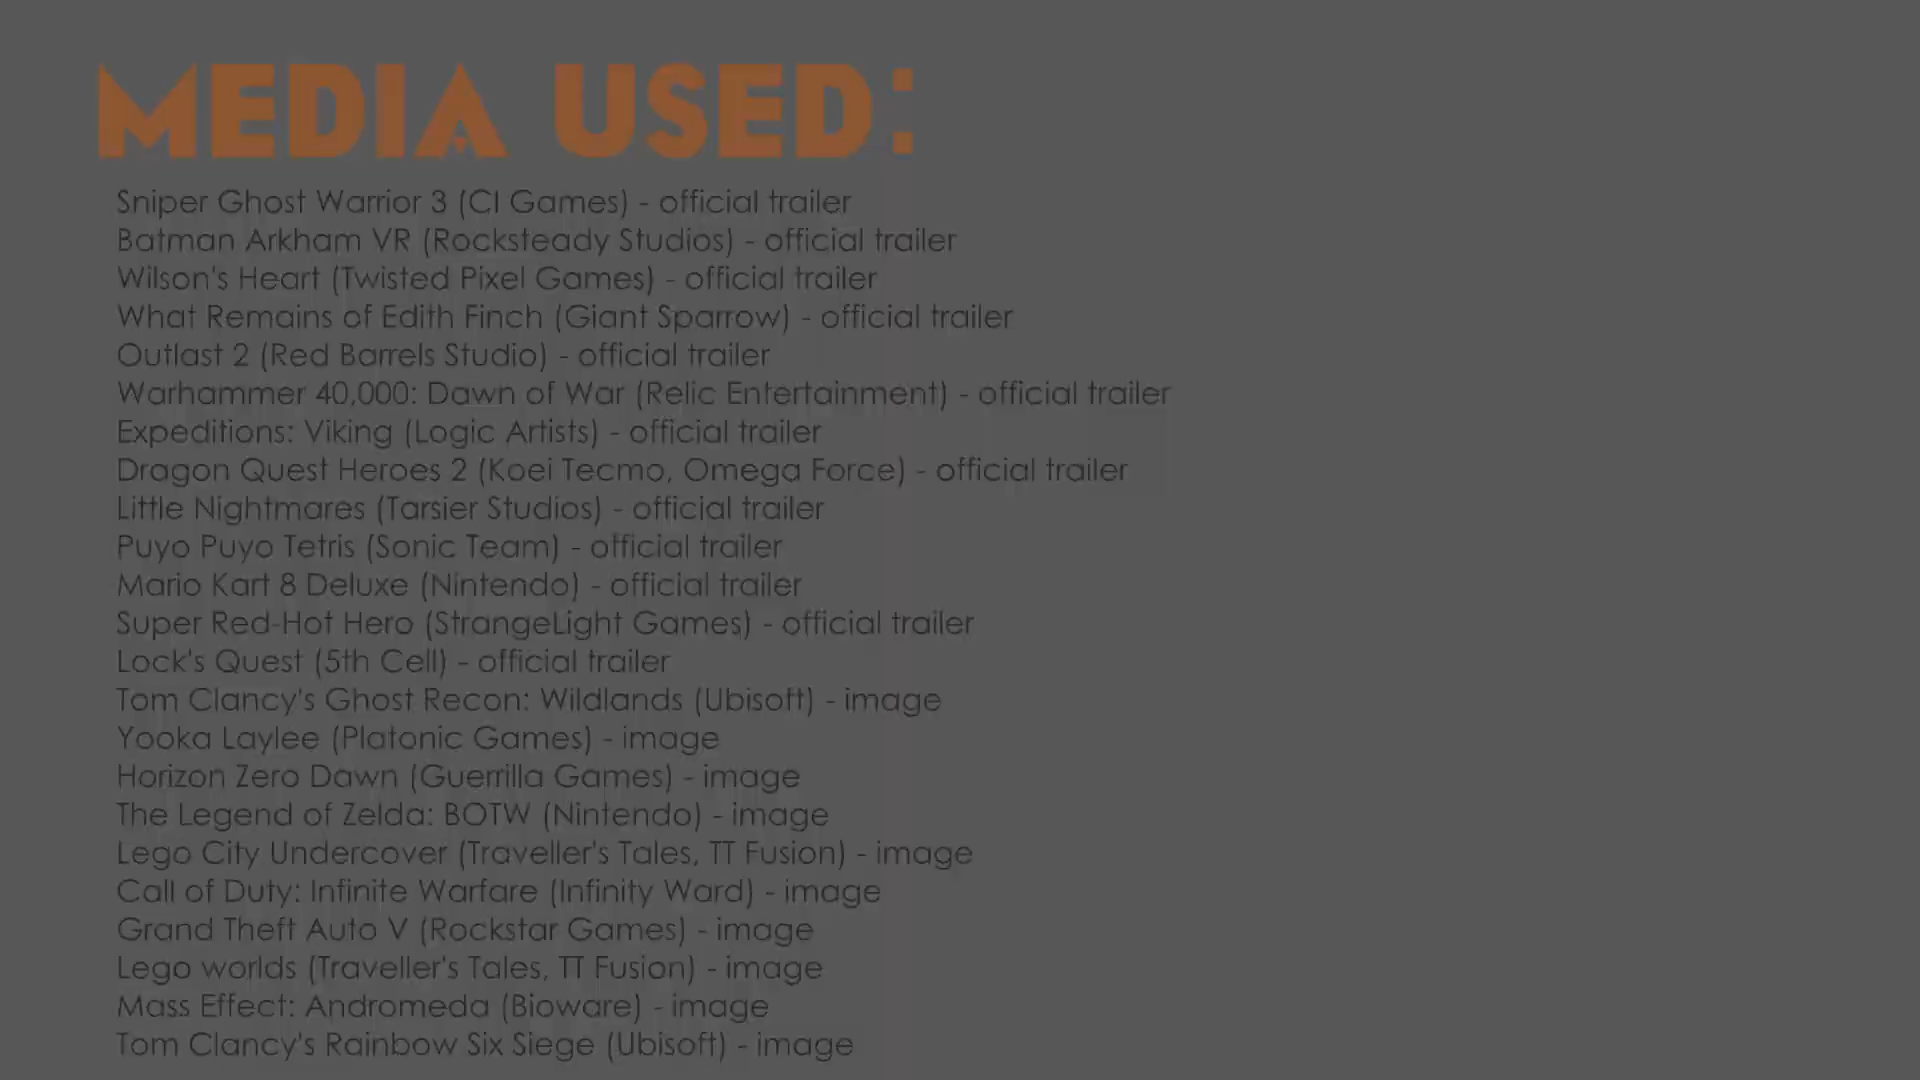 MEDIA USED:
Sniper Ghost Warrior 3 (CI Games) - official trailer
Batman Arkham VR (Rocksteady Studios) - official trailer
Wilson's Heart (Twisted Pixel Games) - official trailer
What Remains of Edith Finch (Giant Sparrow) - official trailer
Outlast 2 (Red Barrels Studio) - official trailer
Warhammer 40,000: Dawn of War (Relic Entertainment) - official trailer
Expeditions: Viking (Logic Artists) - official trailer
Dragon Quest Heroes 2 (Koei Tecmo, Omega Force) - official trailer
Little Nightmares (Tarsier Studios) - official trailer
Puyo Puyo Tetris (Sonic Team) - official trailer
Mario Kart 8 Deluxe (Nintendo) - official trailer
Super Red-Hot Hero (StrangeLight Games) - official trailer
Lock's Quest (5th Cell) - official trailer
Tom Clancy's Ghost Recon: Wildlands (Ubisoft) - image
Yooka Laylee (Platonic Games) - image
Horizon Zero Dawn (Guerrilla Games) - image
The Legend of Zelda: BOTW (Nintendo) - image
Lego City Undercover (Traveller's Tales, TT Fusion) - image
Call of Duty: Infinite Warfare (Infinity Ward) - image
Grand Theft Auto V (Rockstar Games) - image
Lego worlds (Traveller's Tales, TT Fusion) - image
Mass Effect: Andromeda (Bioware) - image
Tom Clancy's Rainbow Six Siege (Ubisoft) - image